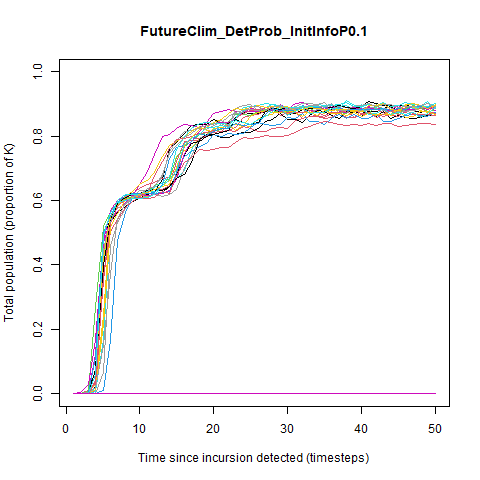 FutureClim_DetProb_InitInfoP0.1
Total population (proportion of K)
1.0
0.8
0.6
0.4
0.2
0.0
0 10 20 30 40 50
Time since incursion detected (timesteps)